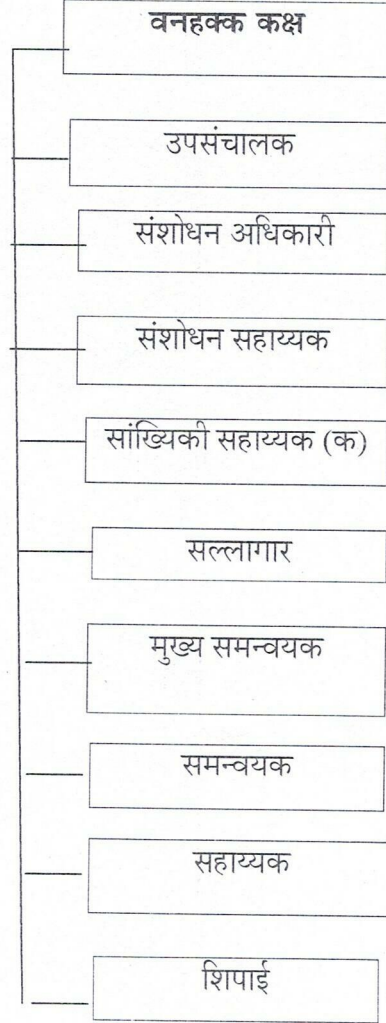 वनहक्क कक्ष
उपसंचालक
संशोधन अधिकारी
संशोधन सहाय्यक
सांख्यिकी सहाय्यक (क)
सल्लागार
मुख्य समन्वयक
समन्वयक
सहाय्यक
शिपाई